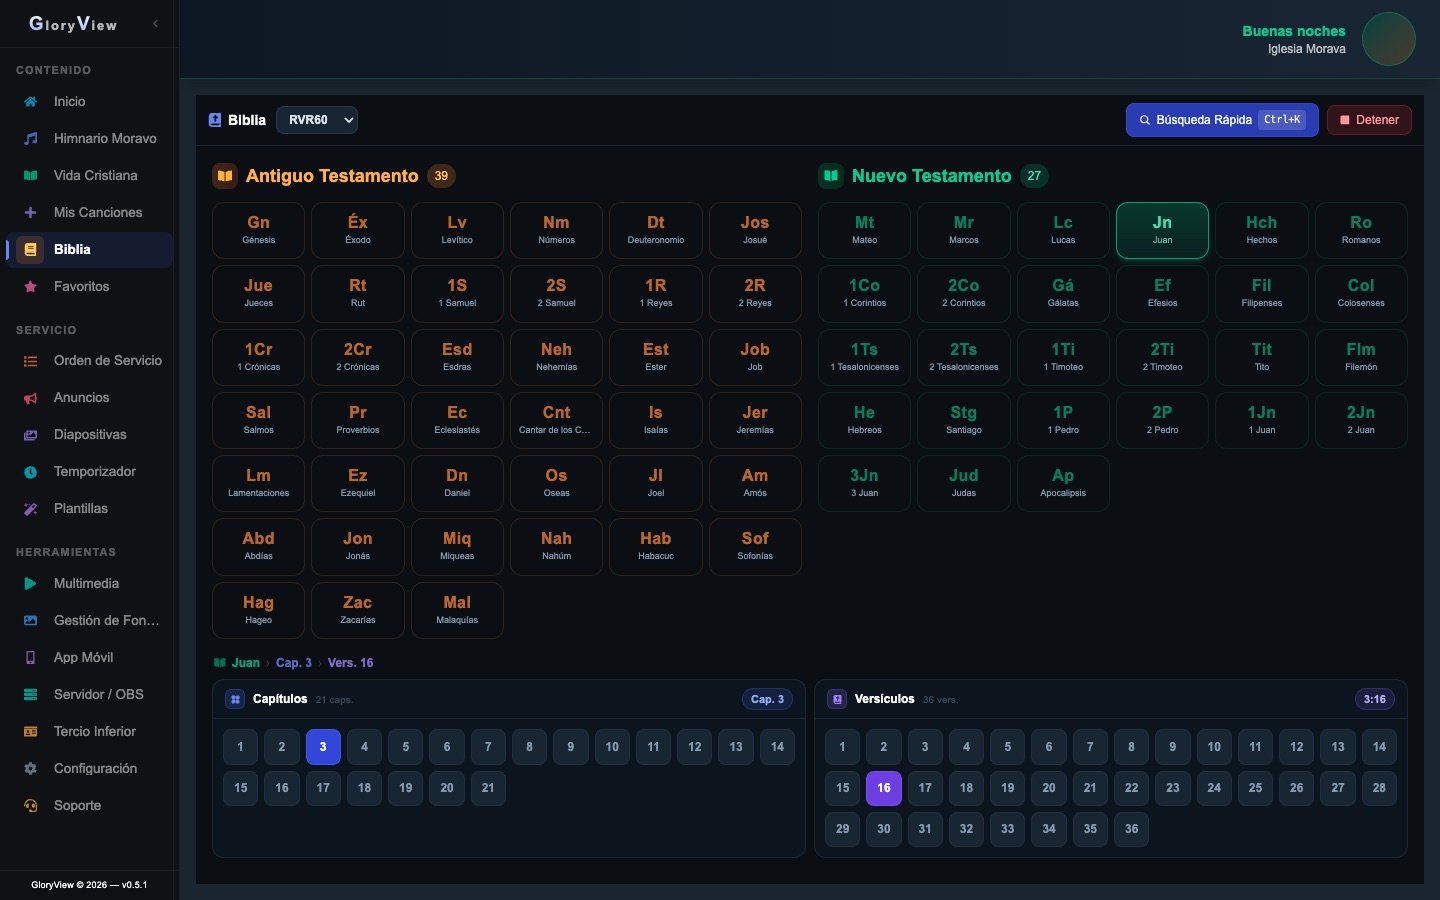 GloryView
CONTENIDO
Inicio
Himnario Moravo
Vida Cristiana
Mis Canciones
Biblia
Favoritos
SERVICIO
Orden de Servicio
Anuncios
Diapositivas
Temporizador
Plantillas
HERRAMIENTAS
Multimedia
Gestión de Fon...
App Móvil
Servidor / OBS
Tercio Inferior
Configuración
Soporte
GloryView © 2026 — v0.5.1
Buenas noches
Iglesia Morava
Biblia RVR60 Búsqueda Rápida Ctrl+K Detener
Antiguo Testamento 39
Gn Éx Lv Nm Dt Jos
Génesis Éxodo Levítico Números Deuteronomio Josué
Jue Rt 1S 2S 1R 2R
Jueces Rut 1 Samuel 2 Samuel 1 Reyes 2 Reyes
1Cr 2Cr Esd Neh Est Job
1 Crónicas 2 Crónicas Esdras Nehemías Ester Job
Sal Pr Ec Cnt Is Jer
Salmos Proverbios Eclesiastés Cantar de los C... Isaías Jeremías
Lm Ez Dn Os Jl Am
Lamentaciones Ezequiel Daniel Oseas Joel Amós
Abd Jon Miq Nah Hab Sof
Abdías Jonás Miqueas Nahúm Habacuc Sofonías
Hag Zac Mal
Hageo Zacarías Malaquías
Nuevo Testamento 27
Mt Mr Lc Jn Hch Ro
Mateo Marcos Lucas Juan Hechos Romanos
1Co 2Co Gá Ef Fil Col
1 Corintios 2 Corintios Gálatas Efesios Filipenses Colosenses
1Ts 2Ts 1Ti 2Ti Tit Flm
1 Tesalonicenses 2 Tesalonicenses 1 Timoteo 2 Timoteo Tito Filemón
He Stg 1P 2P 1Jn 2Jn
Hebreos Santiago 1 Pedro 2 Pedro 1 Juan 2 Juan
3Jn Jud Ap
3 Juan Judas Apocalipsis
Juan › Cap. 3 › Vers. 16
Capítulos 21 caps. Cap. 3
1 2 3 4 5 6 7 8 9 10 11 12 13 14
15 16 17 18 19 20 21
Versículos 36 vers. 3:16
1 2 3 4 5 6 7 8 9 10 11 12 13 14
15 16 17 18 19 20 21 22 23 24 25 26 27 28
29 30 31 32 33 34 35 36